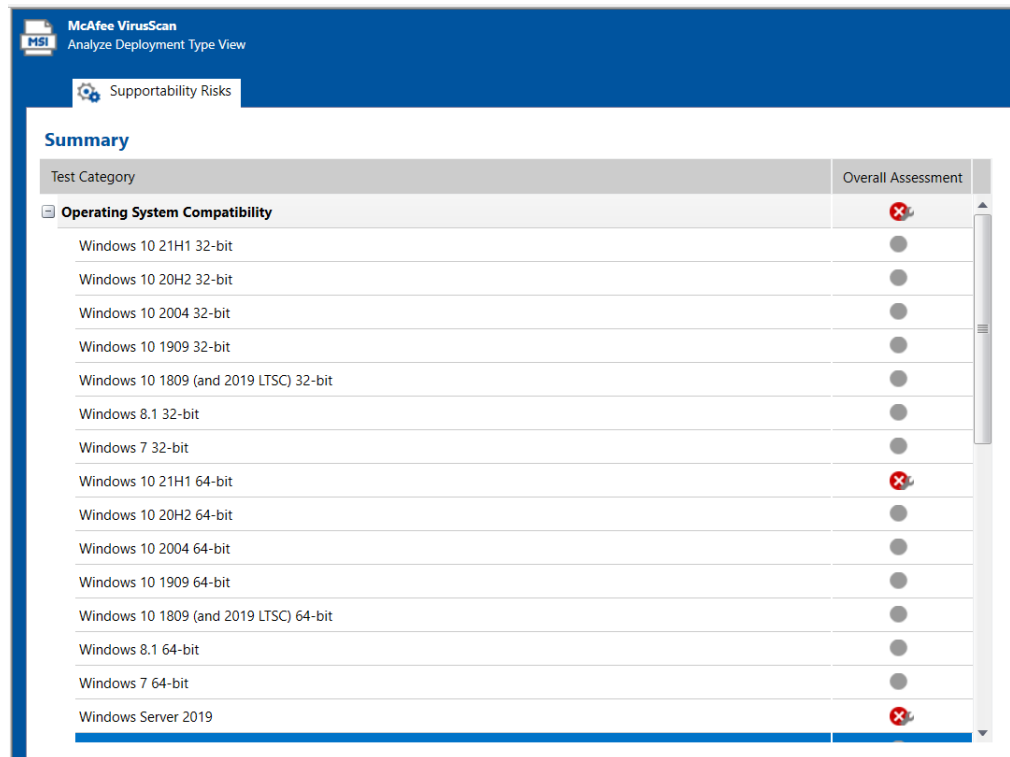 McAfee VirusScan
MSI
Analyze Deployment Type View
Supportability Risks
Summary
Test Category Overall Assessment
Operating System Compatibility
Windows 10 21H1 32-bit
Windows 10 20H2 32-bit
Windows 10 2004 32-bit
Windows 10 1909 32-bit
Windows 10 1809 (and 2019 LTSC) 32-bit
Windows 8.1 32-bit
Windows 7 32-bit
Windows 10 21H1 64-bit
Windows 10 20H2 64-bit
Windows 10 2004 64-bit
Windows 10 1909 64-bit
Windows 10 1809 (and 2019 LTSC) 64-bit
Windows 8.1 64-bit
Windows 7 64-bit
Windows Server 2019